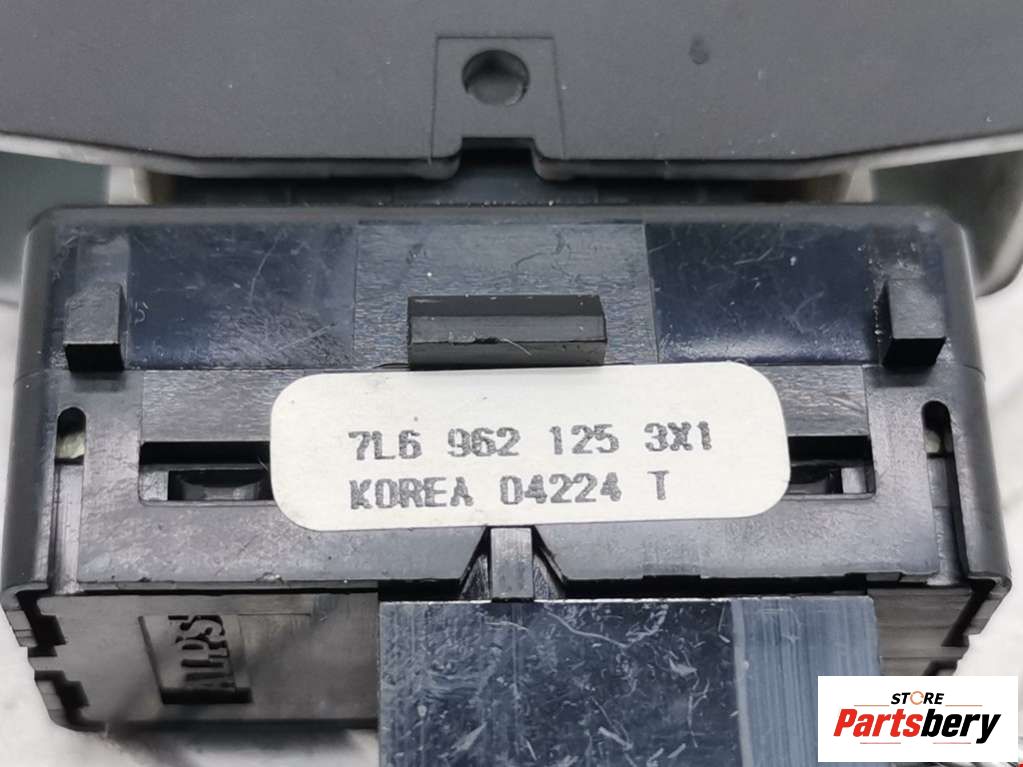 7L6 962 125 3X1
KOREA 04224 T
ALPS
STORE
Partsbery